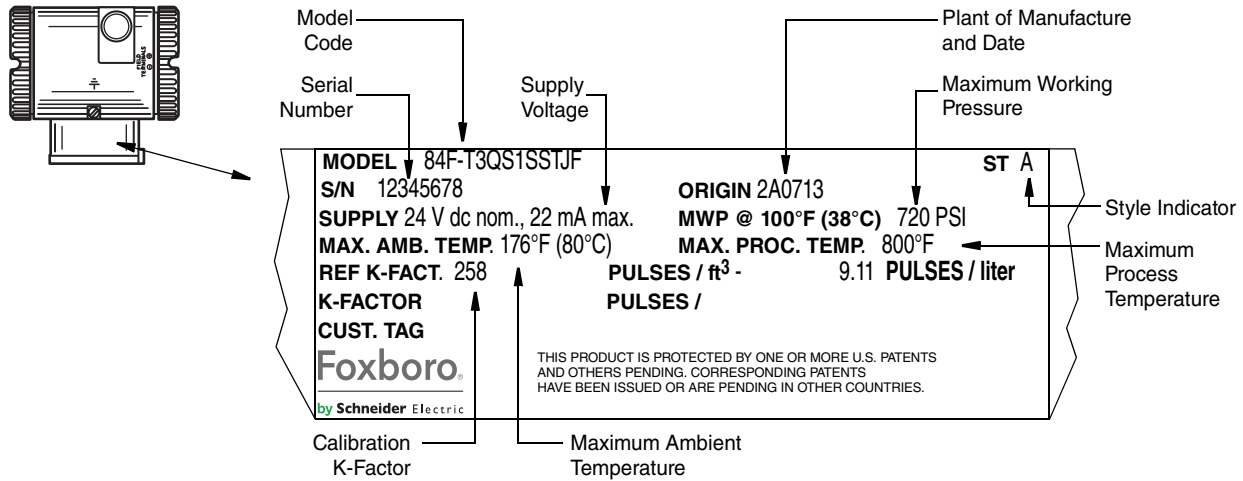 Model
Code
Serial
Number
Supply
Voltage
Plant of Manufacture
and Date
Maximum Working
Pressure
FIELD
TERMINALS
MODEL 84F-T3QS1SSTJF ST A
S/N 12345678 ORIGIN 2A0713
SUPPLY 24 V dc nom., 22 mA max. MWP @ 100°F (38°C) 720 PSI
MAX. AMB. TEMP. 176°F (80°C) MAX. PROC. TEMP. 800°F
REF K-FACT. 258 PULSES / ft³ - 9.11 PULSES / liter
K-FACTOR PULSES /
CUST. TAG
Foxboro®
by Schneider Electric
THIS PRODUCT IS PROTECTED BY ONE OR MORE U.S. PATENTS
AND OTHERS PENDING. CORRESPONDING PATENTS
HAVE BEEN ISSUED OR ARE PENDING IN OTHER COUNTRIES.
Style Indicator
Maximum
Process
Temperature
Calibration
K-Factor
Maximum Ambient
Temperature